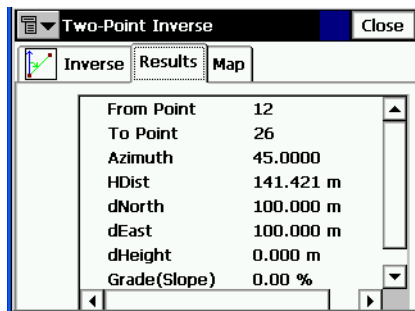 Two-Point Inverse Close
Inverse Results Map
From Point 12
To Point 26
Azimuth 45.0000
HDist 141.421 m
dNorth 100.000 m
dEast 100.000 m
dHeight 0.000 m
Grade(Slope) 0.00 %